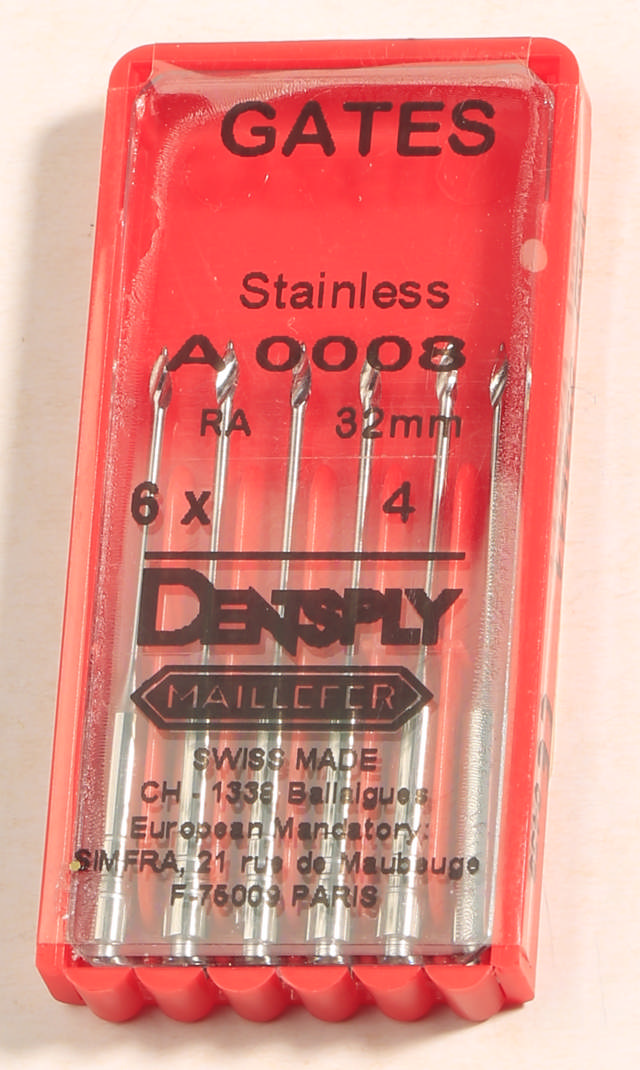 GATES
Stainless
A 0008
RA 32mm
6 x 4
DENTSPLY
MAILLEFER
SWISS MADE
CH - 1338 Ballaigues
European Mandatory:
SIMFRA, 21 rue de Maubeuge
F-75009 PARIS